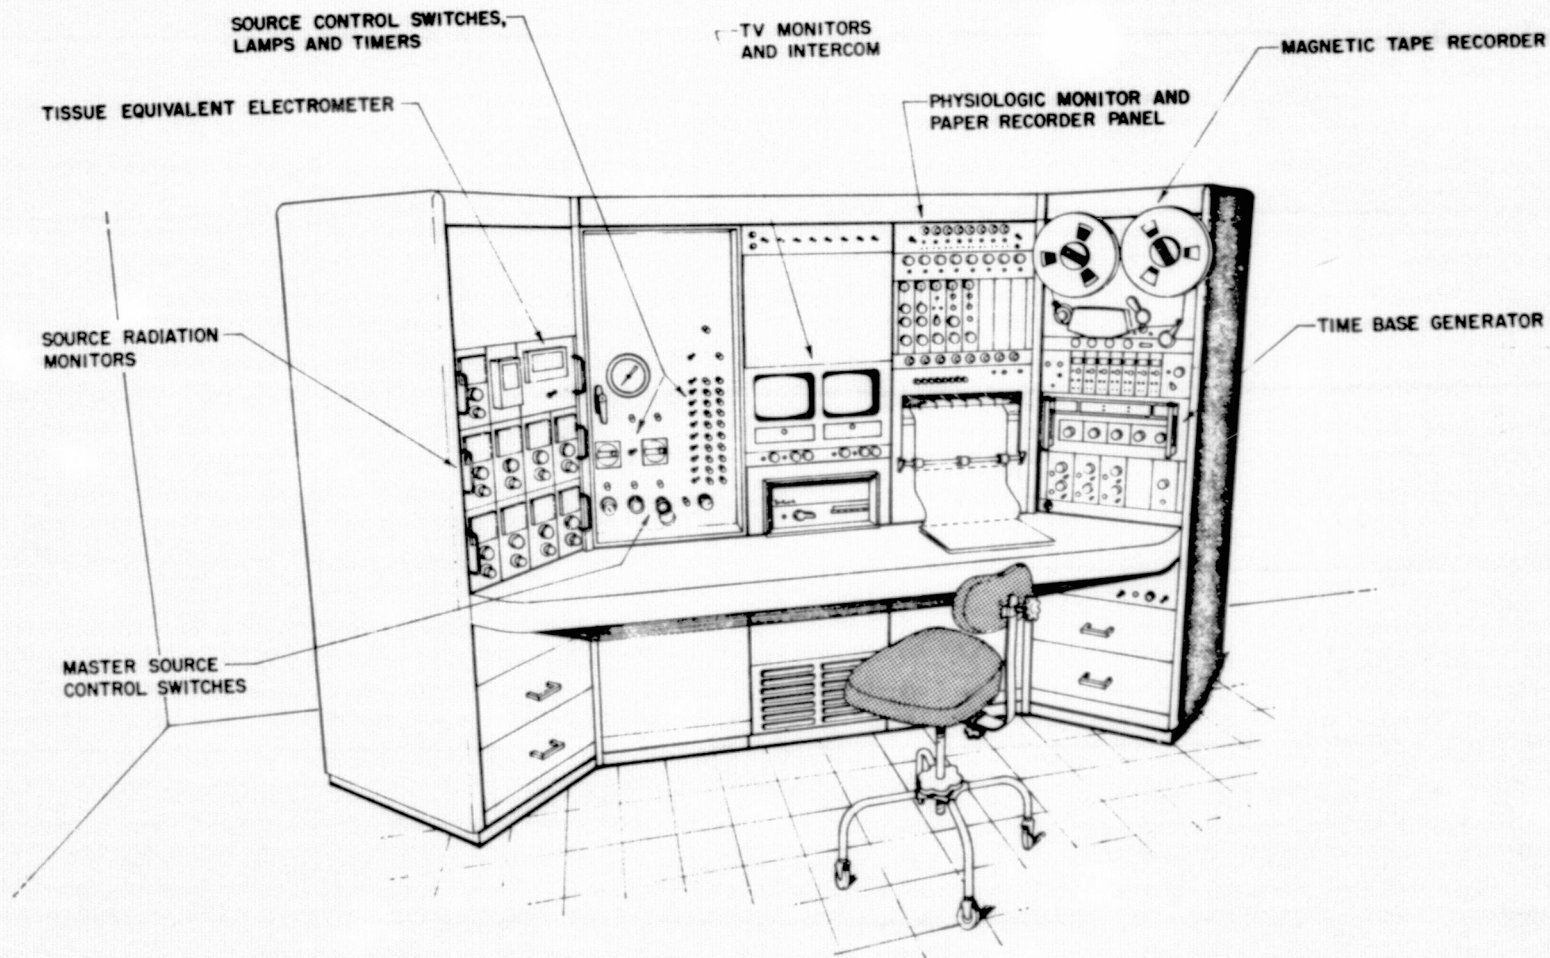 SOURCE CONTROL SWITCHES,
LAMPS AND TIMERS
TV MONITORS
AND INTERCOM
MAGNETIC TAPE RECORDER
TISSUE EQUIVALENT ELECTROMETER
PHYSIOLOGIC MONITOR AND
PAPER RECORDER PANEL
SOURCE RADIATION
MONITORS
TIME BASE GENERATOR
MASTER SOURCE
CONTROL SWITCHES